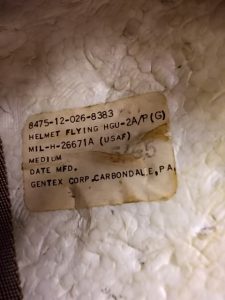 8475-12-026-8383
HELMET FLYING HGU-2A/P(G)
MIL-H-26671A (USAF)
MEDIUM
DATE MFD.
GENTEX CORP. CARBONDALE, PA.